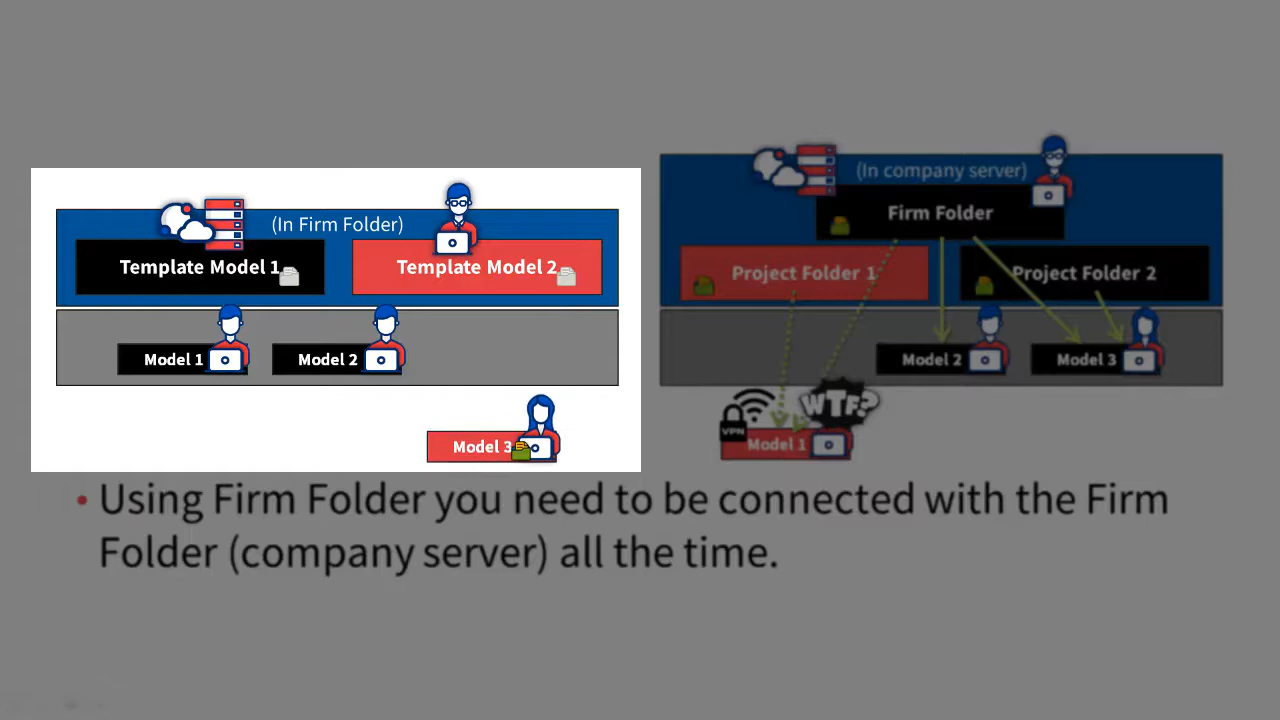 (In Firm Folder)
Template Model 1
Template Model 2
Model 1
Model 2
Model 3
(In company server)
Firm Folder
Project Folder 1
Project Folder 2
Model 2
Model 3
WTF?
VPN
Model 1
• Using Firm Folder you need to be connected with the Firm
Folder (company server) all the time.